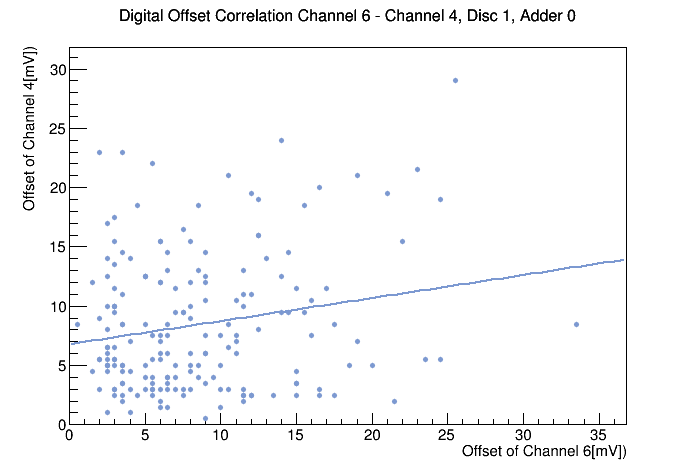 Digital Offset Correlation Channel 6 - Channel 4, Disc 1, Adder 0
Offset of Channel 4[mV])
30
25
20
15
10
5
0
0 5 10 15 20 25 30 35
Offset of Channel 6[mV])